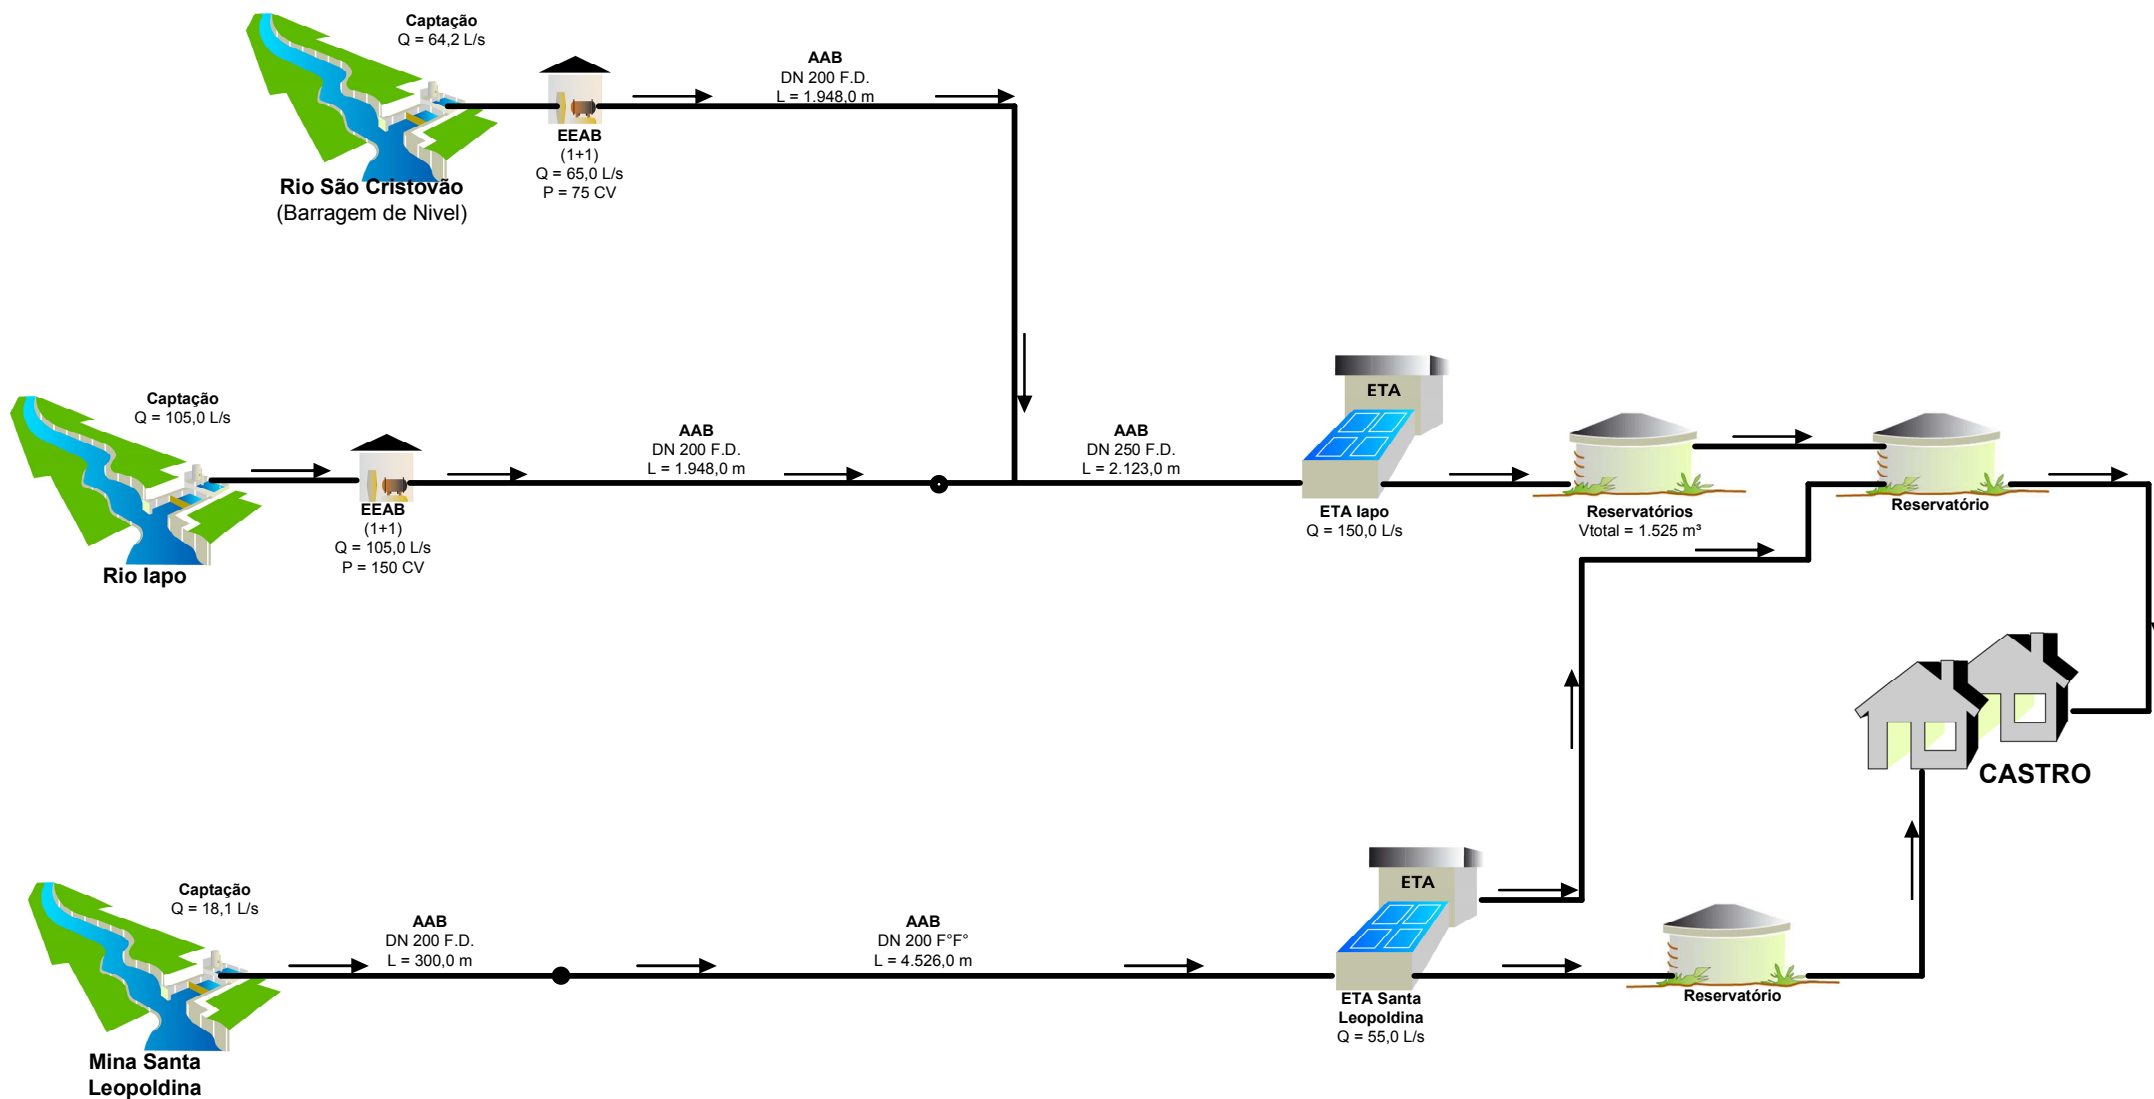 Captação
Q = 64,2 L/s
AAB
DN 200 F.D.
L = 1.948,0 m
EEAB
(1+1)
Q = 65,0 L/s
P = 75 CV
Rio São Cristovão
(Barragem de Nivel)
Captação
Q = 105,0 L/s
EEAB
(1+1)
Q = 105,0 L/s
P = 150 CV
Rio Iapo
AAB
DN 200 F.D.
L = 1.948,0 m
AAB
DN 250 F.D.
L = 2.123,0 m
ETA
ETA Iapo
Q = 150,0 L/s
Reservatórios
Vtotal = 1.525 m³
Reservatório
CASTRO
Captação
Q = 18,1 L/s
AAB
DN 200 F.D.
L = 300,0 m
AAB
DN 200 F°F°
L = 4.526,0 m
ETA
ETA Santa
Leopoldina
Q = 55,0 L/s
Reservatório
Mina Santa
Leopoldina